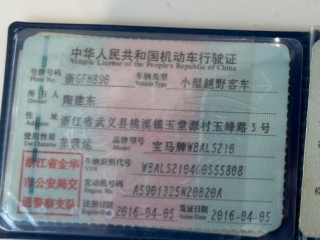 中华人民共和国机动车行驶证
Vehicle License of the People's Republic of China
号牌号码 浙GFH890 车辆类型 小型越野客车
Plate No. Vehicle Type
所有人 陶建东
Owner
住址 浙江省武义县桃溪镇玉堂源村玉峰路3号
Address
使用性质 非营运 品牌型号 宝马牌WBALS210
Use Character Model
浙江省金华 车辆识别代号
市公安局交 VIN
通警察支队 发动机号码
Engine No.
注册日期 2016-04-05 发证日期 2016-04-05
Register Date Issue Date